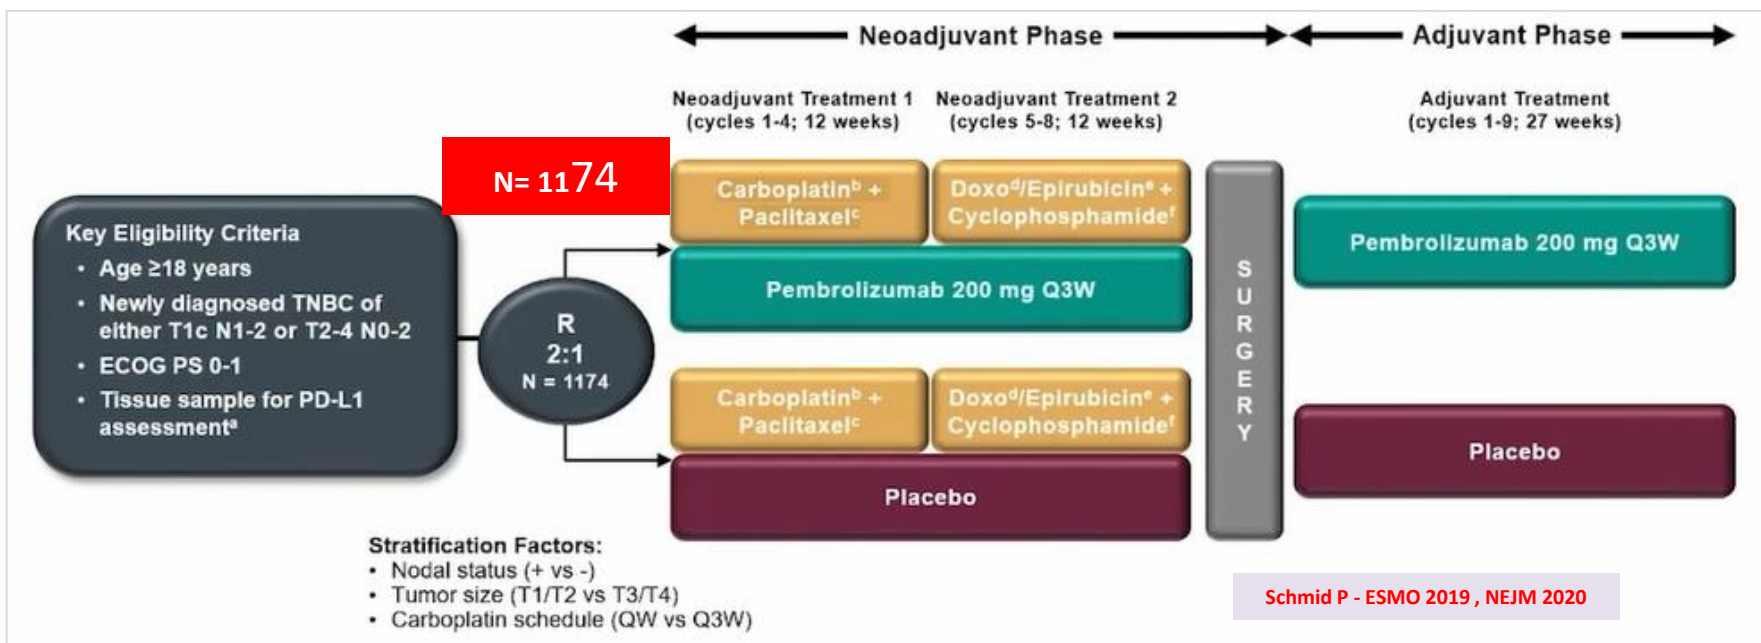 Neoadjuvant Phase
Adjuvant Phase
Neoadjuvant Treatment 1
(cycles 1-4; 12 weeks)
Neoadjuvant Treatment 2
(cycles 5-8; 12 weeks)
Adjuvant Treatment
(cycles 1-9; 27 weeks)
N= 1174
Key Eligibility Criteria
• Age ≥18 years
• Newly diagnosed TNBC of
either T1c N1-2 or T2-4 N0-2
• ECOG PS 0-1
• Tissue sample for PD-L1
assessmentᵃ
R
2:1
N = 1174
Carboplatinᵇ +
Paclitaxelᶜ
Doxoᵈ/Epirubicinᵉ +
Cyclophosphamideᶠ
Pembrolizumab 200 mg Q3W
Carboplatinᵇ +
Paclitaxelᶜ
Doxoᵈ/Epirubicinᵉ +
Cyclophosphamideᶠ
Placebo
S
U
R
G
E
R
Y
Pembrolizumab 200 mg Q3W
Placebo
Stratification Factors:
• Nodal status (+ vs -)
• Tumor size (T1/T2 vs T3/T4)
• Carboplatin schedule (QW vs Q3W)
Schmid P - ESMO 2019 , NEJM 2020